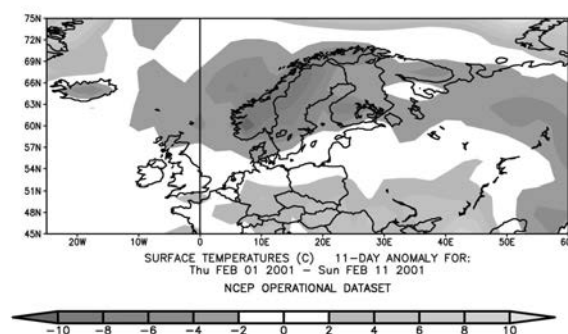 75N
72N
69N
66N
63N
60N
57N
54N
51N
48N
45N
20W 10W 0 10E 20E 30E 40E 50E 60E
SURFACE TEMPERATURES (C) 11-DAY ANOMALY FOR:
Thu FEB 01 2001 - Sun FEB 11 2001
NCEP OPERATIONAL DATASET
-10 -8 -6 -4 -2 0 2 4 6 8 10